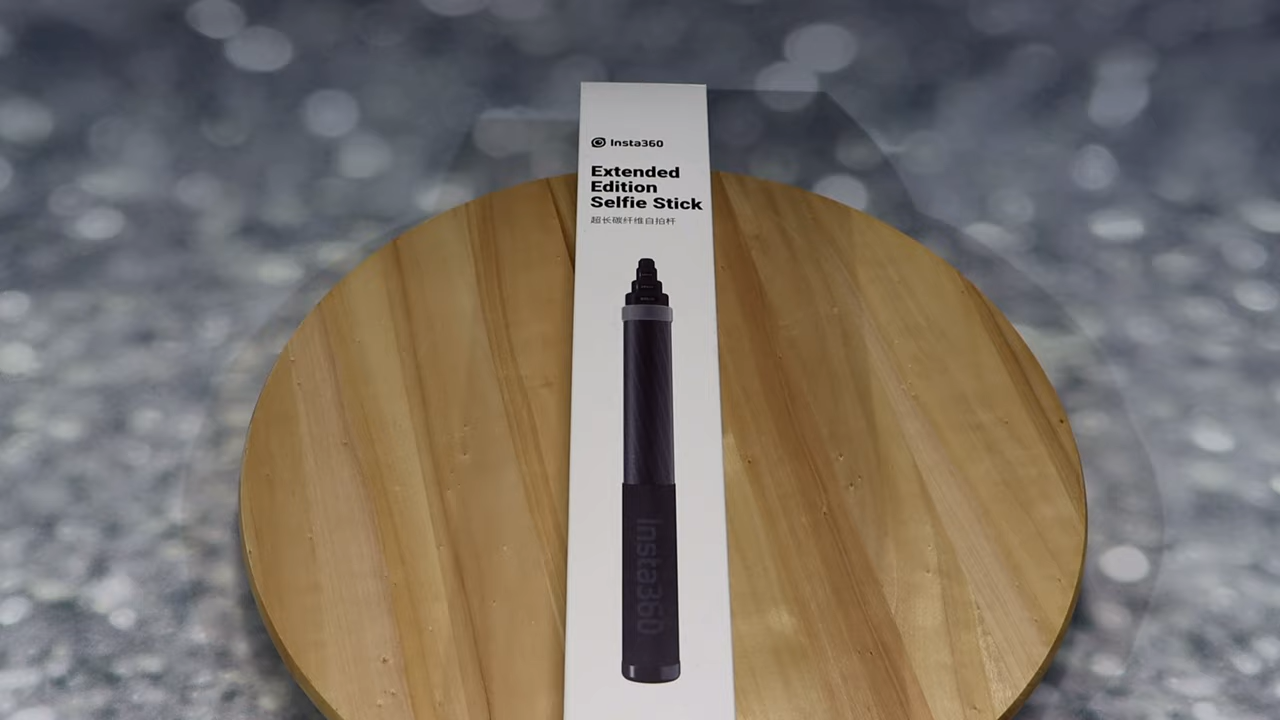 Insta360
Extended
Edition
Selfie Stick
超长碳纤维自拍杆
Insta360